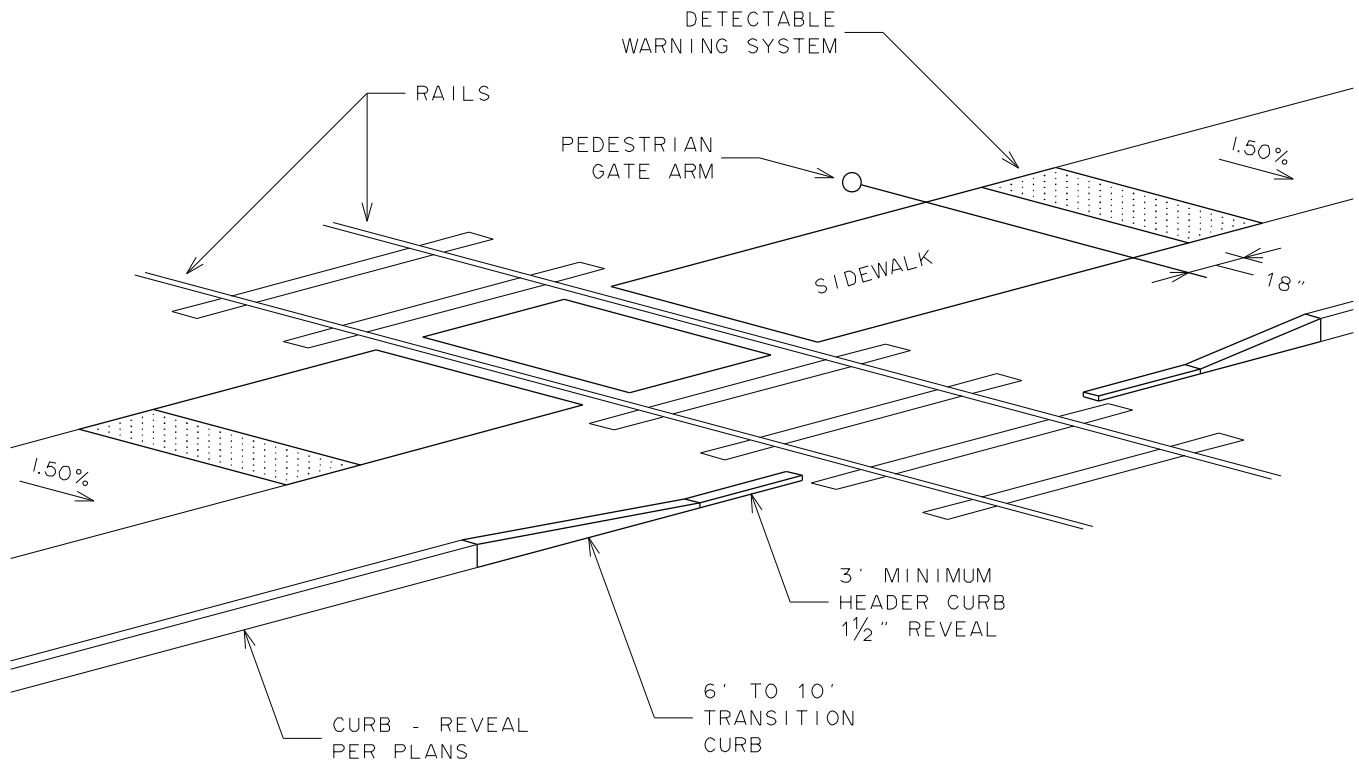 DETECTABLE
WARNING SYSTEM
RAILS
PEDESTRIAN
GATE ARM
1.50%
SIDEWALK
18"
1.50%
3' MINIMUM
HEADER CURB
1½" REVEAL
6' TO 10'
TRANSITION
CURB
CURB - REVEAL
PER PLANS